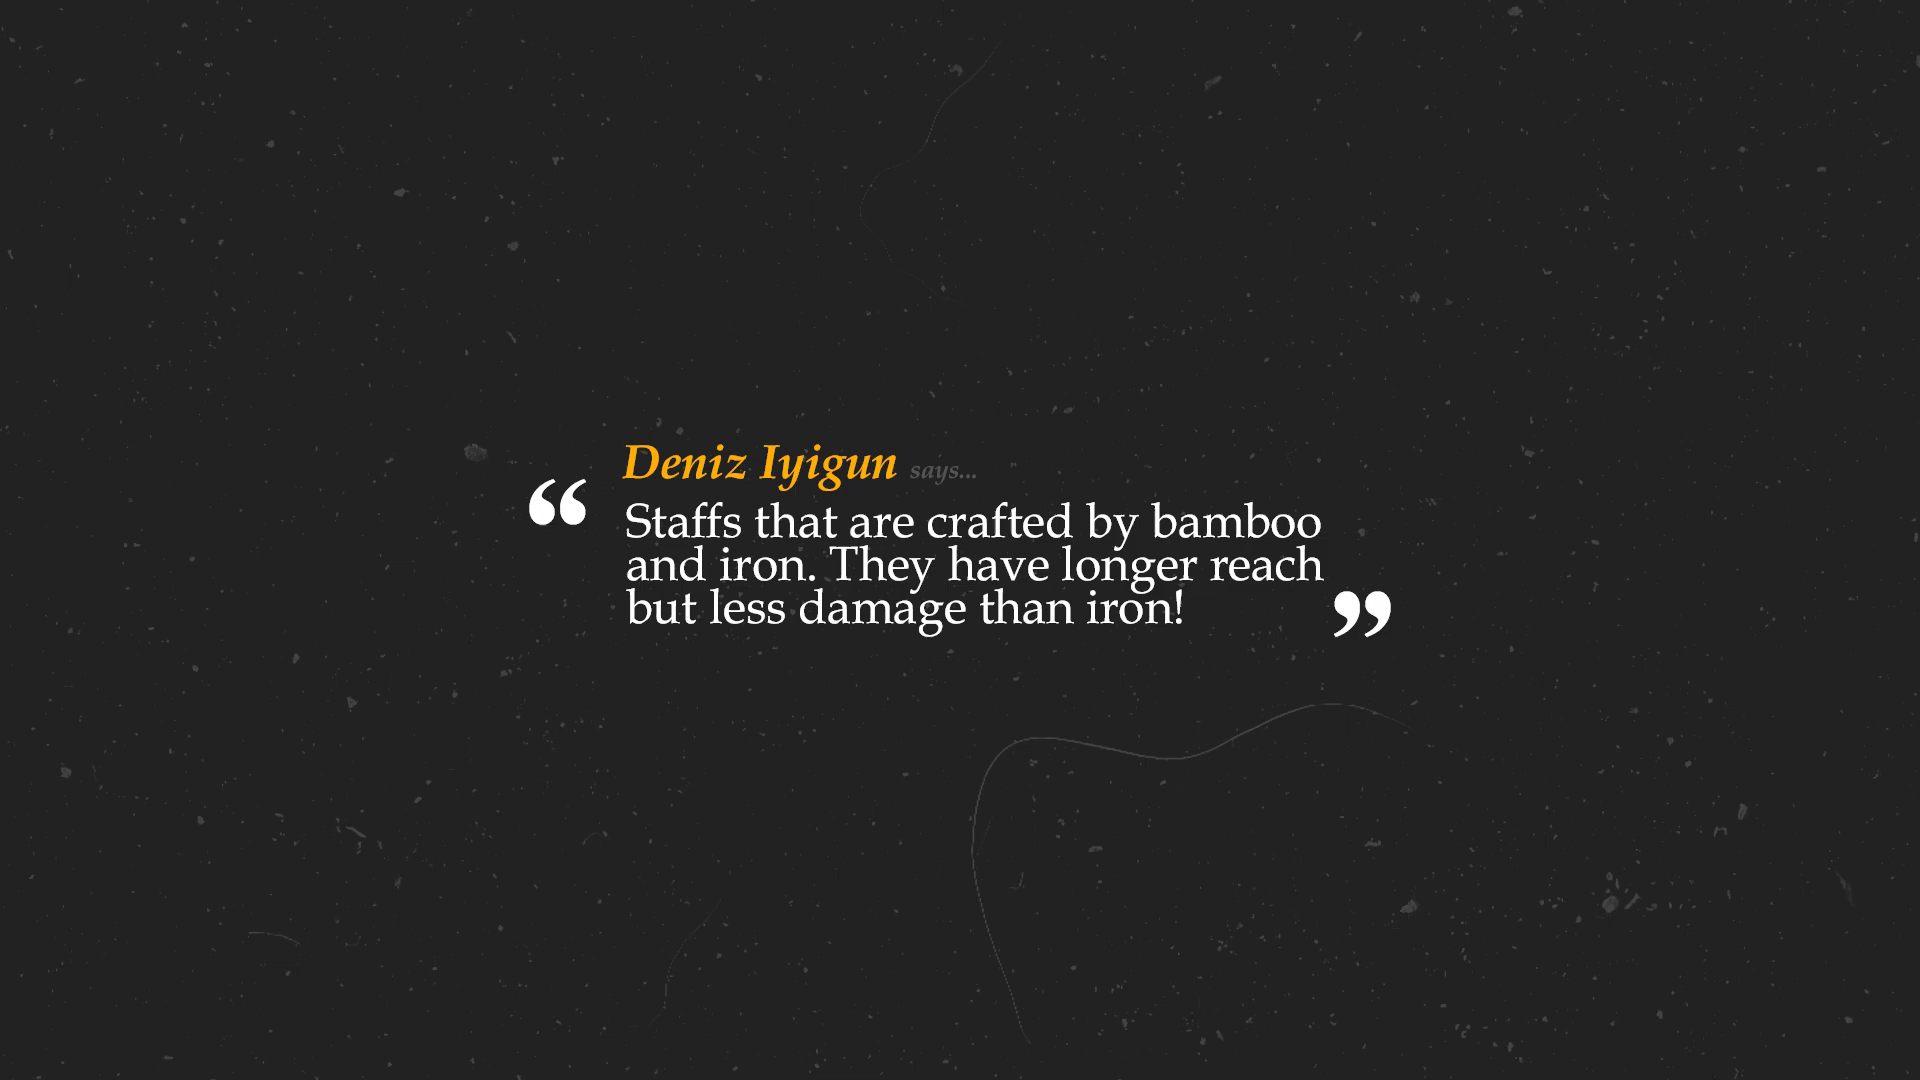 Deniz Iyigun says...
“Staffs that are crafted by bamboo
and iron. They have longer reach
but less damage than iron!”